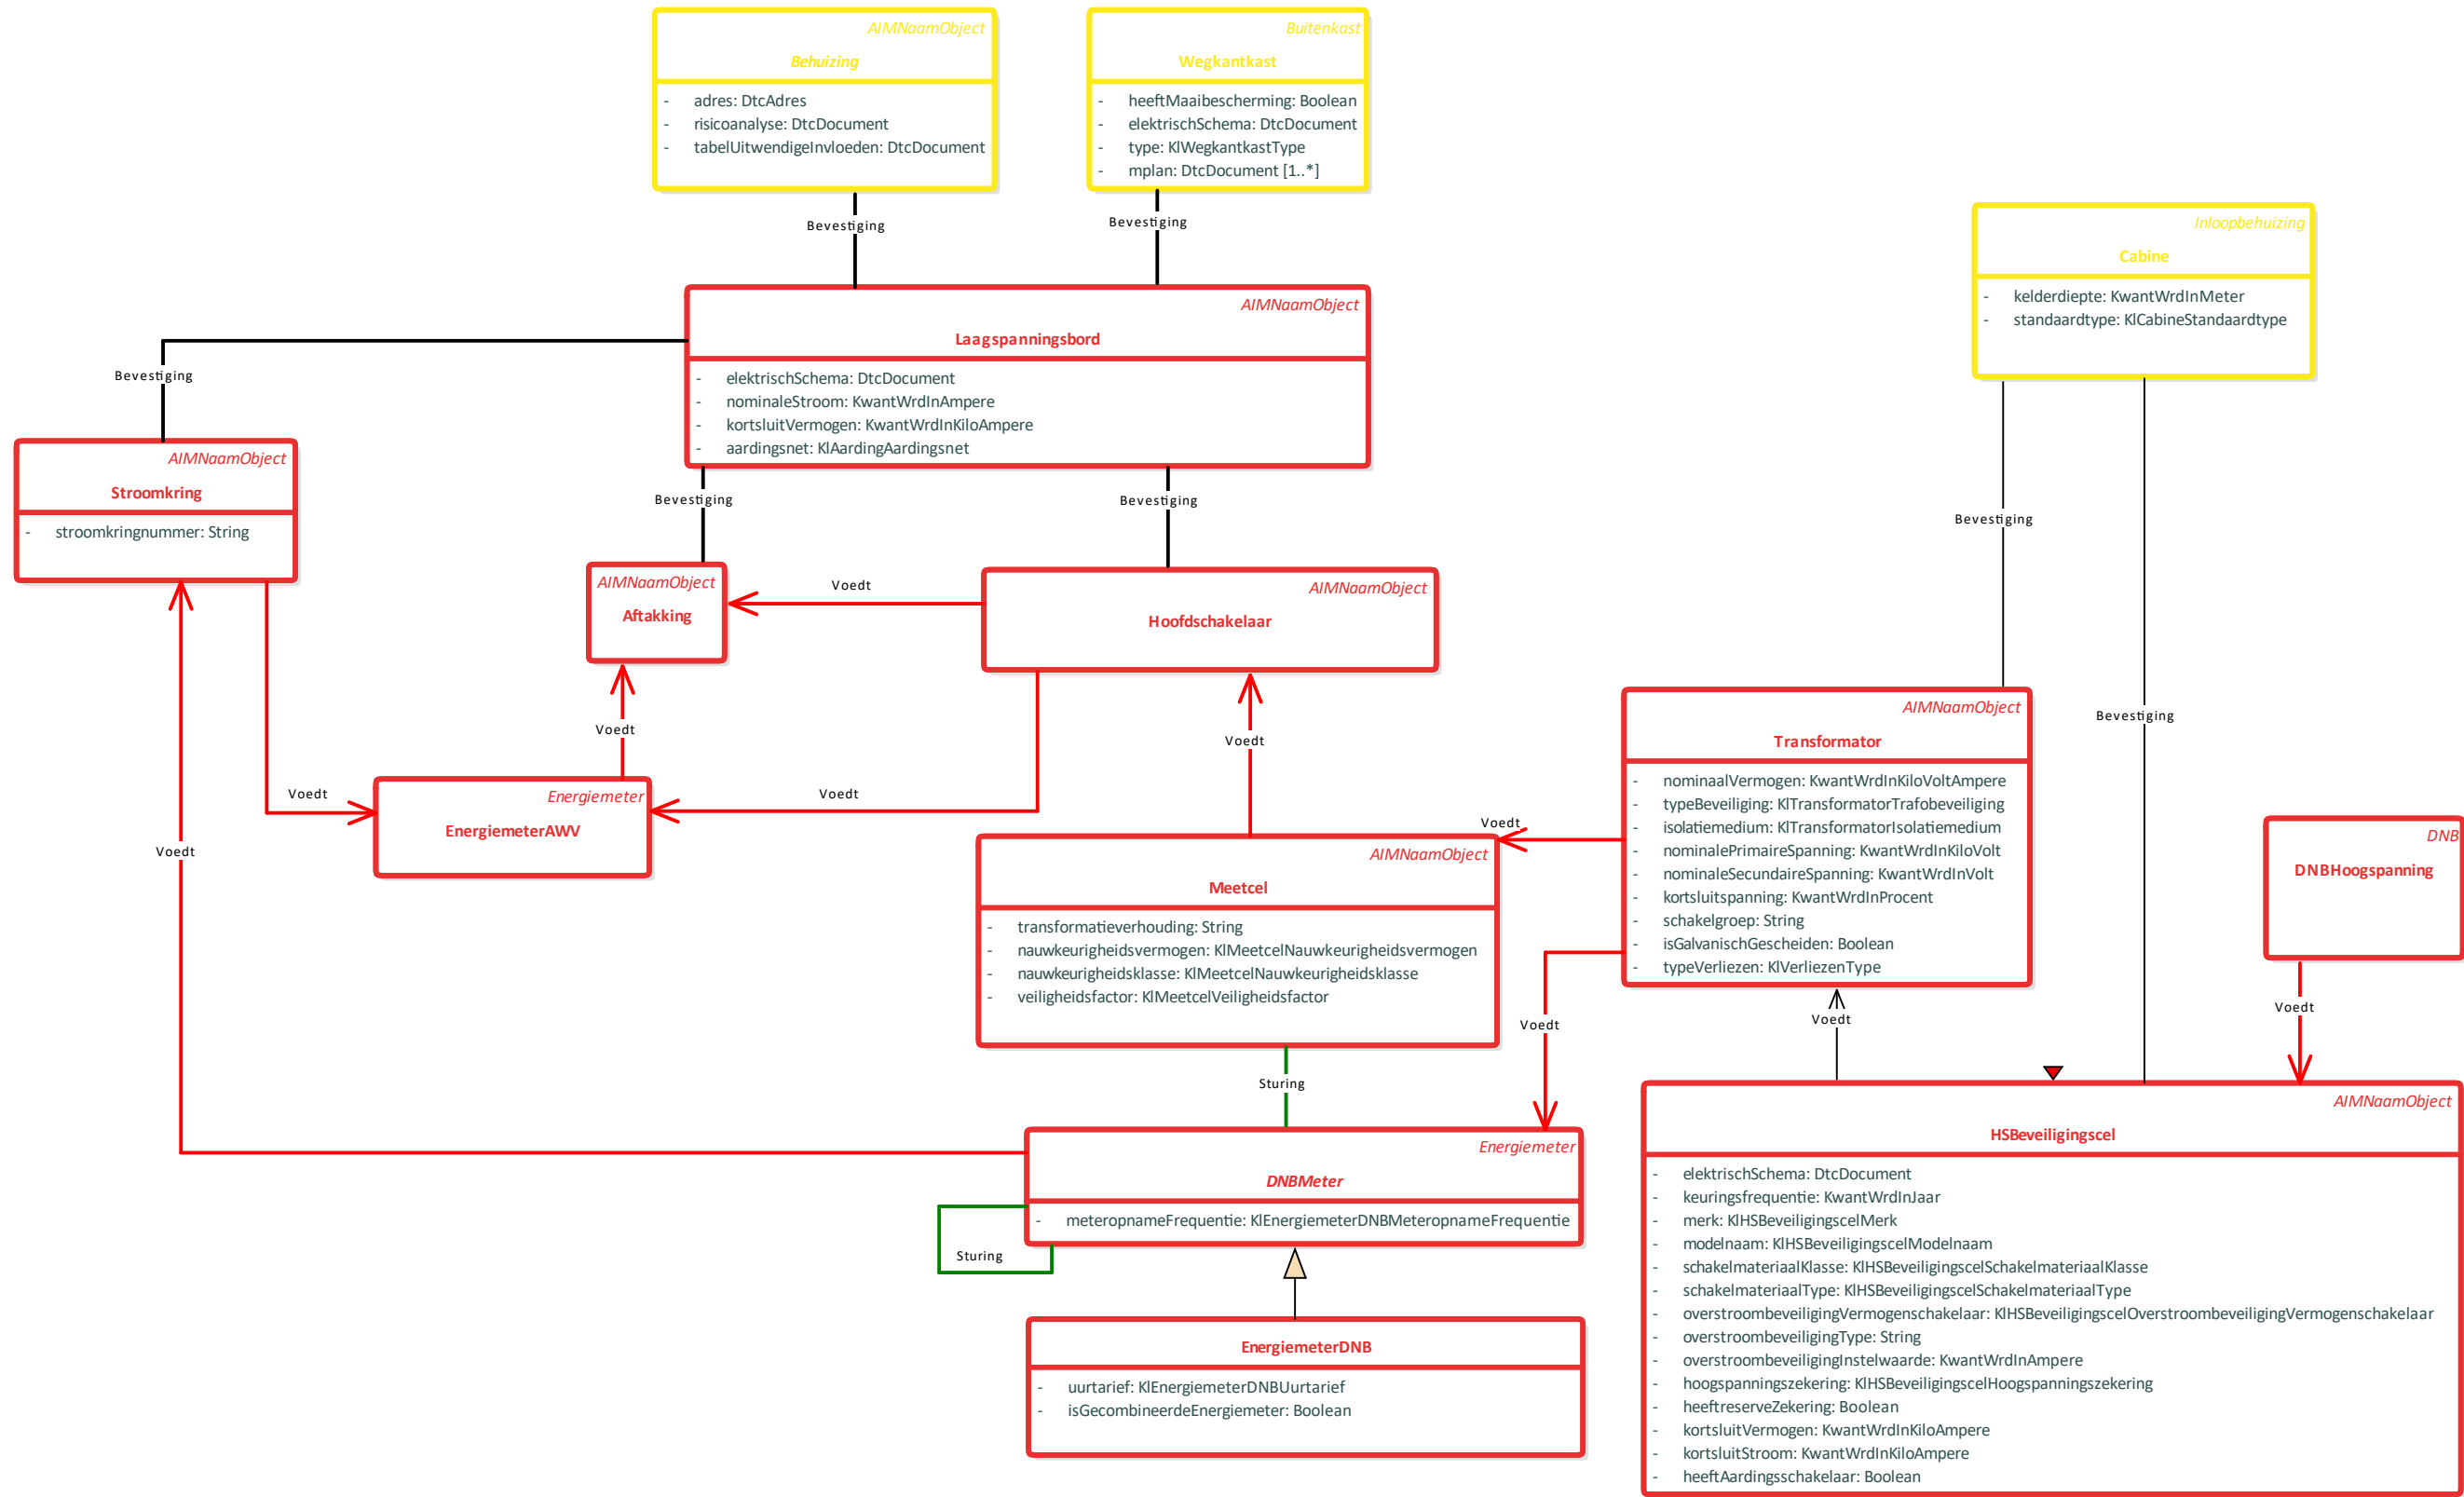 AIMNaamObject
Behuizing
- adres: DtcAdres
- risicoanalyse: DtcDocument
- tabelUitwendigeInvloeden: DtcDocument
Buitenkast
Wegkantkast
- heeftMaaibescherming: Boolean
- elektrischSchema: DtcDocument
- type: KlWegkantkastType
- mplan: DtcDocument [1..*]
Bevestiging
Bevestiging
Inloopbehuizing
Cabine
- kelderdiepte: KwantWrdInMeter
- standaardtype: KlCabineStandaardtype
AIMNaamObject
Laagspanningsbord
- elektrischSchema: DtcDocument
- nominaleStroom: KwantWrdInAmpere
- kortsluitVermogen: KwantWrdInKiloAmpere
- aardingsnet: KlAardingAardingsnet
Bevestiging
AIMNaamObject
Stroomkring
- stroomkringnummer: String
Bevestiging
Bevestiging
Bevestiging
AIMNaamObject
Aftakking
Voedt
AIMNaamObject
Hoofdschakelaar
Voedt
Voedt
Bevestiging
Voedt
Energiemeter
EnergiemeterAWV
Voedt
Voedt
AIMNaamObject
Transformator
- nominaalVermogen: KwantWrdInKiloVoltAmpere
- typeBeveiliging: KlTransformatorTrafobeveiliging
- isolatiemedium: KlTransformatorIsolatiemedium
- nominalePrimaireSpanning: KwantWrdInKiloVolt
- nominaleSecundaireSpanning: KwantWrdInVolt
- kortsluitspanning: KwantWrdInProcent
- schakelgroep: String
- isGalvanischGescheiden: Boolean
- typeVerliezen: KlVerliezenType
Voedt
Voedt
AIMNaamObject
Meetcel
- transformatieverhouding: String
- nauwkeurigheidsvermogen: KlMeetcelNauwkeurigheidsvermogen
- nauwkeurigheidsklasse: KlMeetcelNauwkeurigheidsklasse
- veiligheidsfactor: KlMeetcelVeiligheidsfactor
DNB
DNBHoogspanning
Voedt
Voedt
Voedt
Sturing
Energiemeter
DNBMeter
- meteropnameFrequentie: KlEnergiemeterDNBMeteropnameFrequentie
Sturing
EnergiemeterDNB
- uurtarief: KlEnergiemeterDNBUurtarief
- isGecombineerdeEnergiemeter: Boolean
AIMNaamObject
HSBeveiligingscel
- elektrischSchema: DtcDocument
- keuringsfrequentie: KwantWrdInJaar
- merk: KlHSBeveiligingscelMerk
- modelnaam: KlHSBeveiligingscelModelnaam
- schakelmateriaalKlasse: KlHSBeveiligingscelSchakelmateriaalKlasse
- schakelmateriaalType: KlHSBeveiligingscelSchakelmateriaalType
- overstroombeveiligingVermogenschakelaar: KlHSBeveiligingscelOverstroombeveiligingVermogenschakelaar
- overstroombeveiligingType: String
- overstroombeveiligingInstelwaarde: KwantWrdInAmpere
- hoogspanningszekering: KlHSBeveiligingscelHoogspanningszekering
- heeftreserveZekering: Boolean
- kortsluitVermogen: KwantWrdInKiloAmpere
- kortsluitStroom: KwantWrdInKiloAmpere
- heeftAardingsschakelaar: Boolean